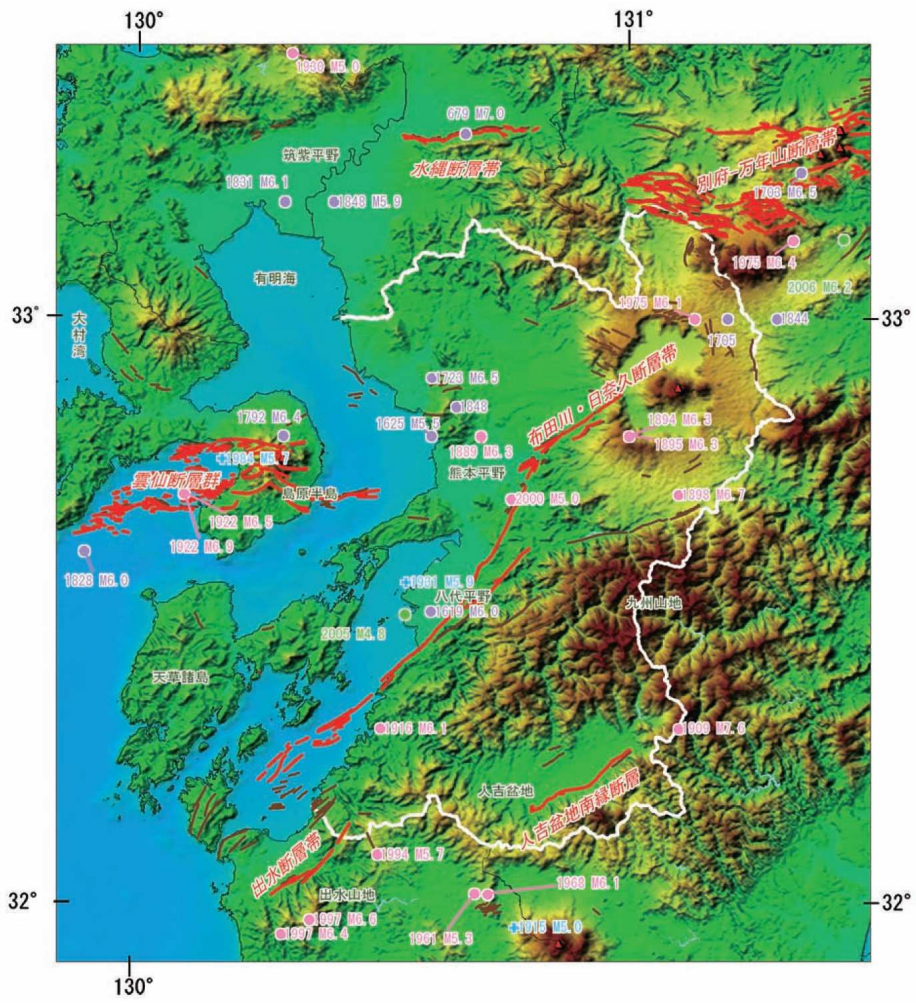 130°
131°
1930 M5.0
679 M7.0
筑紫平野
水縄断層帯
別府-万年山断層帯
1831 M6.1
1848 M5.9
1703 M6.5
有明海
1975 M6.4
2006 M6.2
33°
大村湾
1975 M6.1
1705
1844
33°
1723 M6.5
布田川・日奈久断層帯
1848
1792 M6.4
1625 M5.5
1894 M6.3
1984 M5.7
1889 M6.3
1895 M6.3
雲仙断層群
熊本平野
島原半島
2000 M5.0
1898 M6.7
1922 M6.5
1922 M6.9
1828 M6.0
1931 M5.9
八代平野
九州山地
1619 M6.0
2005 M4.8
天草諸島
1916 M6.1
1909 M7.6
人吉盆地
人吉盆地南縁断層
1994 M5.7
出水断層帯
出水山地
1968 M6.1
32°
32°
1997 M6.6
1997 M6.4
1961 M5.3
1915 M5.0
130°